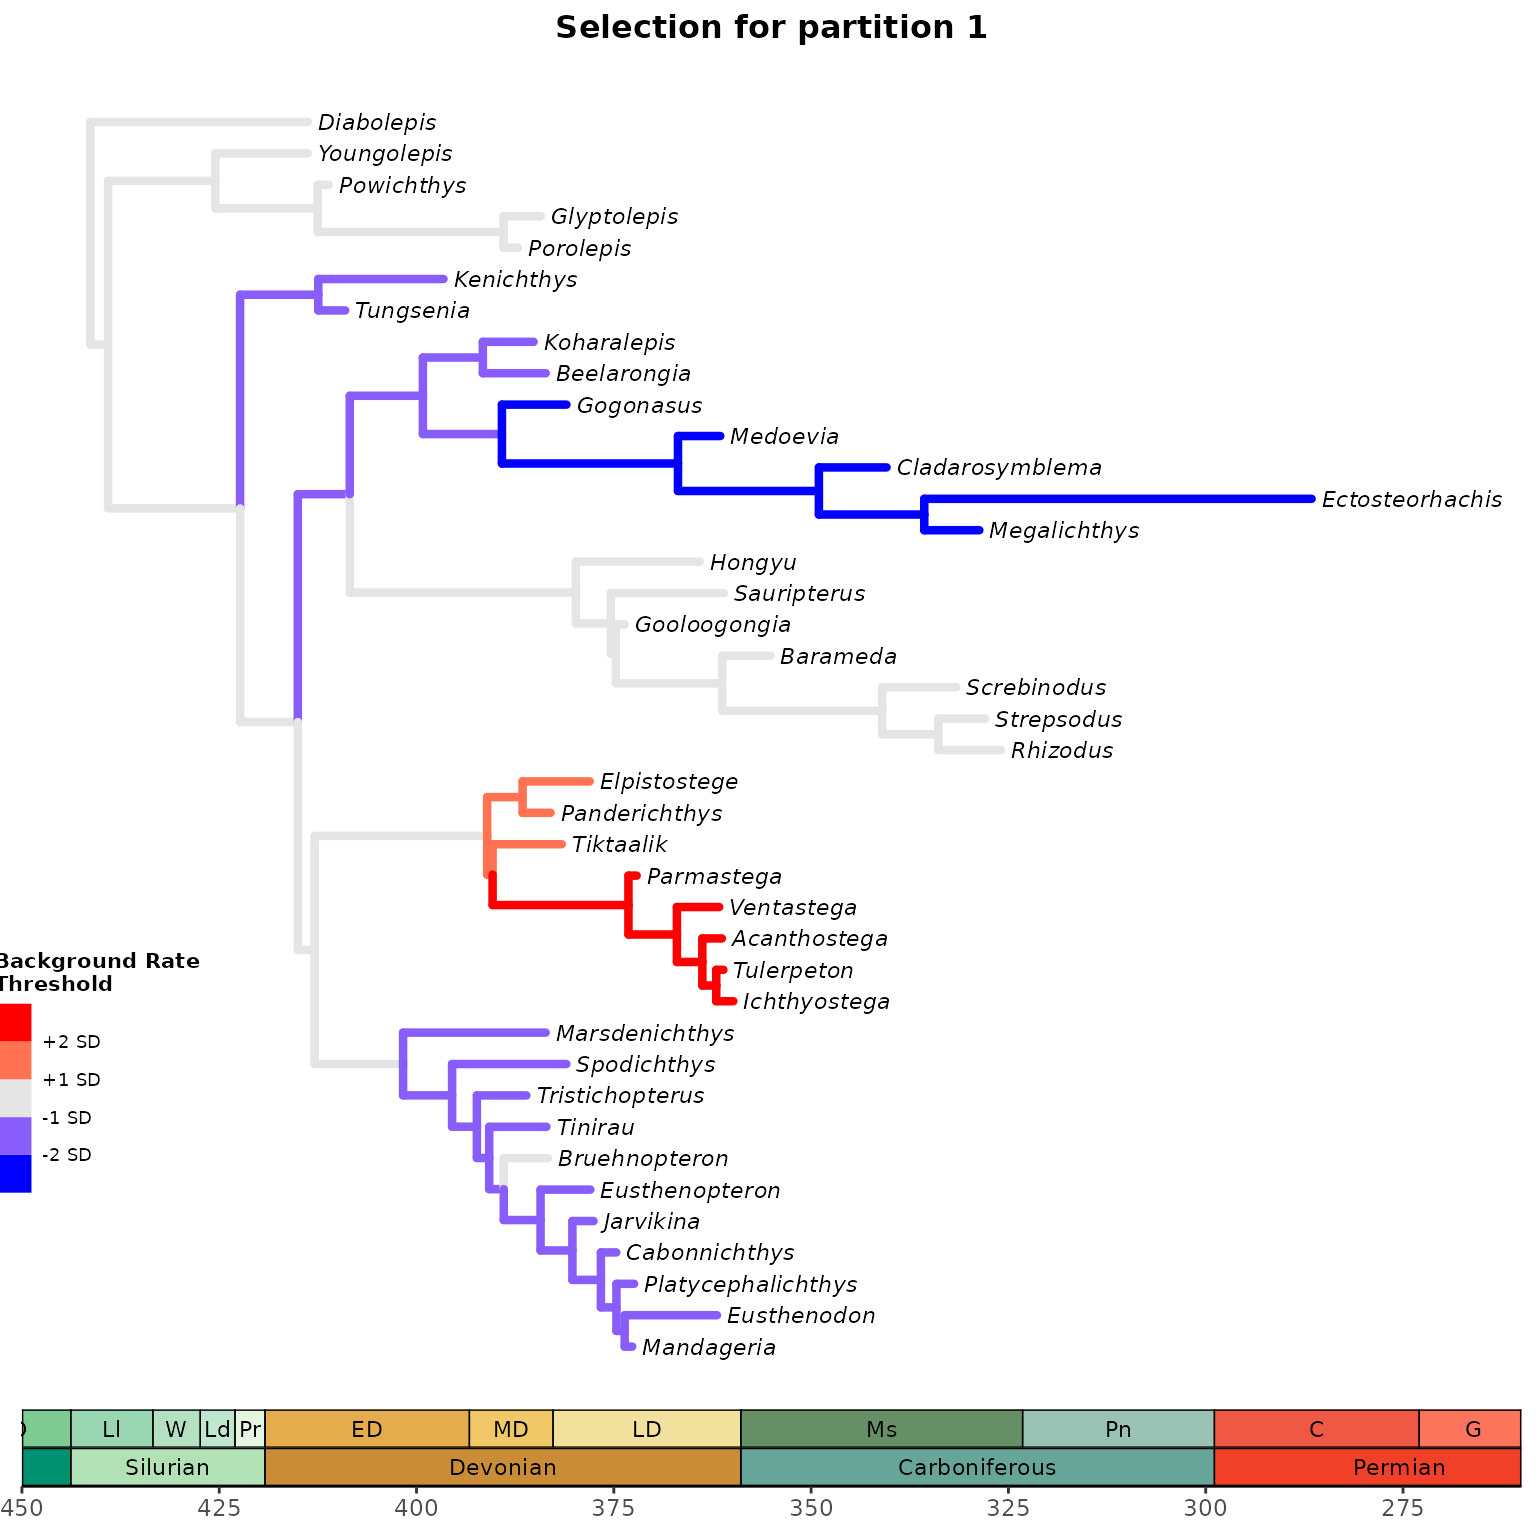 Selection for partition 1
Diabolepis
Youngolepis
Powichthys
Glyptolepis
Porolepis
Kenichthys
Tungsenia
Koharalepis
Beelarongia
Gogonasus
Medoevia
Cladarosymblema
Ectosteorhachis
Megalichthys
Hongyu
Sauripterus
Gooloogongia
Barameda
Screbinodus
Strepsodus
Rhizodus
Elpistostege
Panderichthys
Tiktaalik
Parmastega
Ventastega
Acanthostega
Tulerpeton
Ichthyostega
Marsdenichthys
Spodichthys
Tristichopterus
Tinirau
Bruehnopteron
Eusthenopteron
Jarvikina
Cabonnichthys
Platycephalichthys
Eusthenodon
Mandageria
Background Rate
Threshold
+2 SD
+1 SD
-1 SD
-2 SD
Ll W Ld Pr ED MD LD Ms Pn C G
Silurian Devonian Carboniferous Permian
450 425 400 375 350 325 300 275